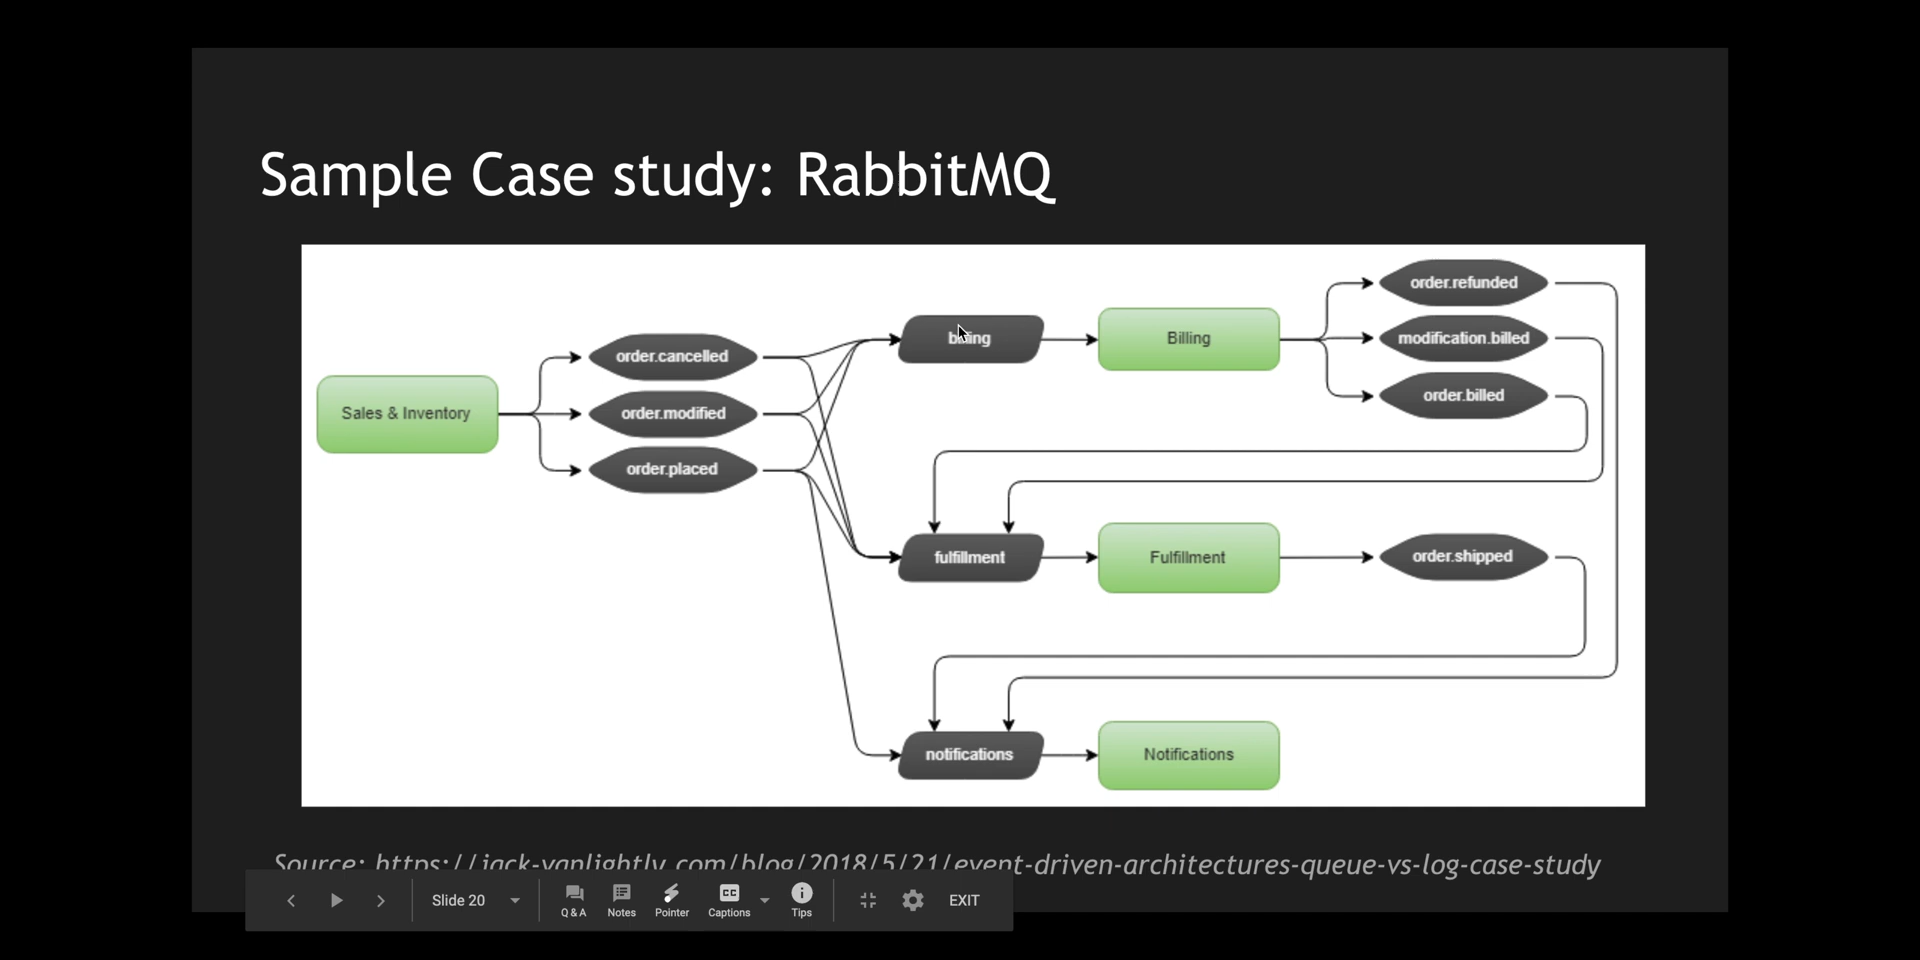 Sample Case study: RabbitMQ
Sales & Inventory
order.cancelled
order.modified
order.placed
billing
Billing
order.refunded
modification.billed
order.billed
fulfillment
Fulfillment
order.shipped
notifications
Notifications
Source: https://jack-vanlightly.com/blog/2018/5/21/event-driven-architectures-queue-vs-log-case-study
Slide 20
Q & A
Notes
Pointer
CC
Captions
Tips
EXIT